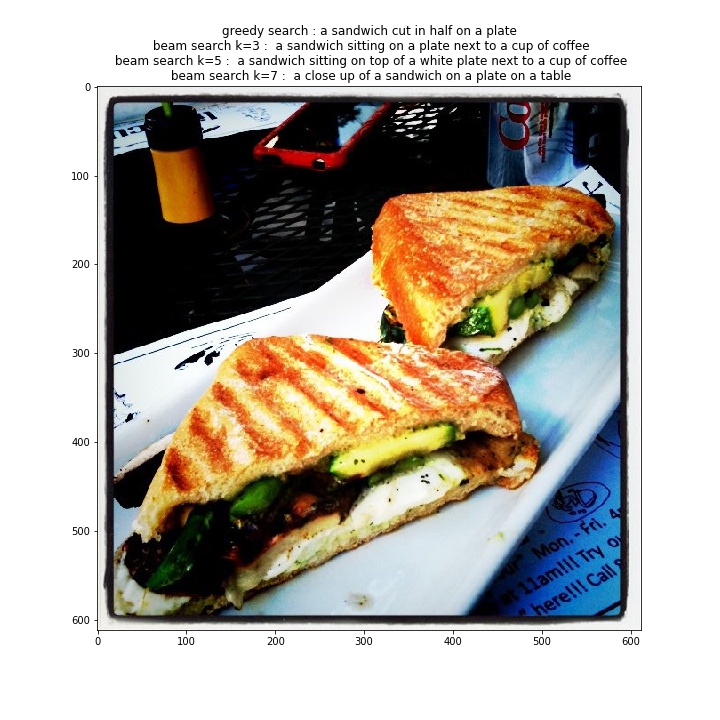 greedy search : a sandwich cut in half on a plate
beam search k=3 :  a sandwich sitting on a plate next to a cup of coffee
beam search k=5 :  a sandwich sitting on top of a white plate next to a cup of coffee
beam search k=7 :  a close up of a sandwich on a plate on a table
0
100
200
300
400
500
600
Co
Mon.-Fri. 4
at 11am!!! Try
here!!! Call
0
100
200
300
400
500
600